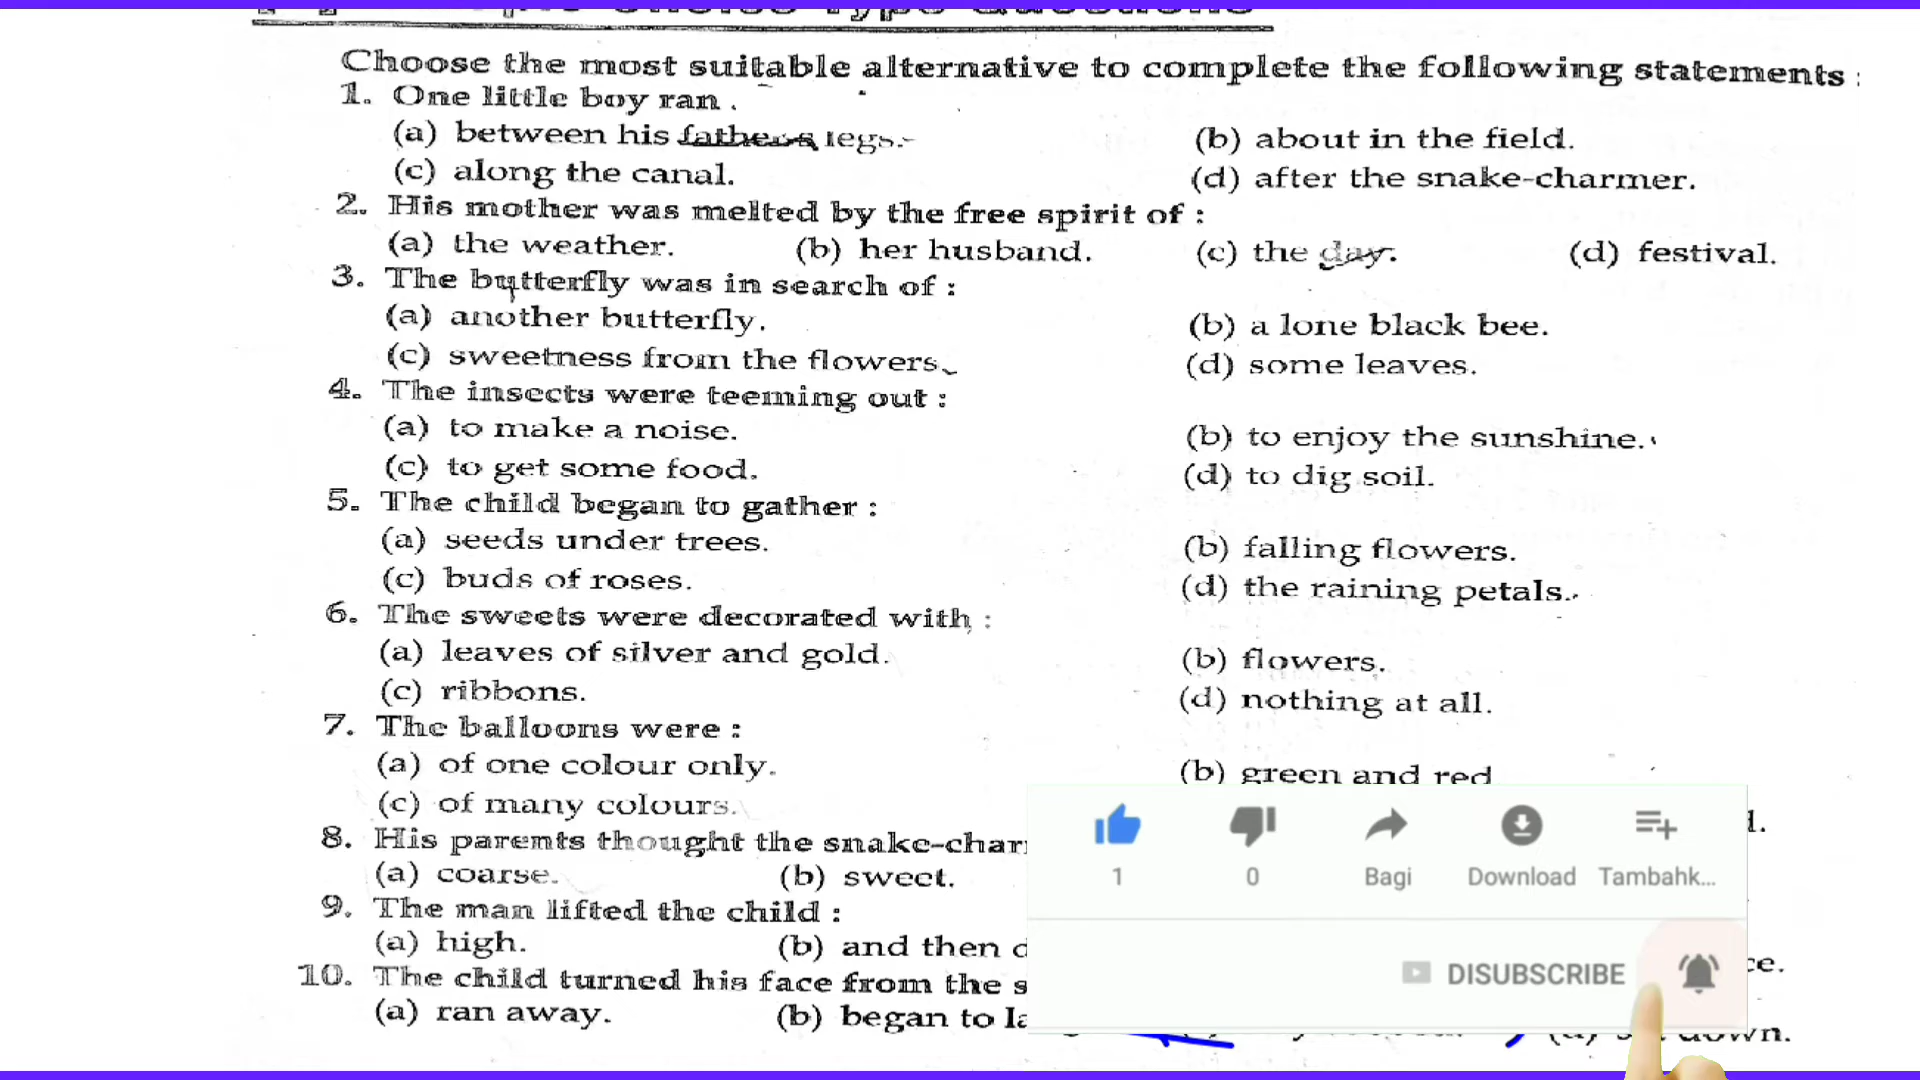 Choose the most suitable alternative to complete the following statements :
1. One little boy ran .
(a) between his fathers legs. (b) about in the field.
(c) along the canal. (d) after the snake-charmer.
2. His mother was melted by the free spirit of :
(a) the weather. (b) her husband. (c) the day. (d) festival.
3. The butterfly was in search of :
(a) another butterfly. (b) a lone black bee.
(c) sweetness from the flowers. (d) some leaves.
4. The insects were teeming out :
(a) to make a noise. (b) to enjoy the sunshine.
(c) to get some food. (d) to dig soil.
5. The child began to gather :
(a) seeds under trees. (b) falling flowers.
(c) buds of roses. (d) the raining petals.
6. The sweets were decorated with :
(a) leaves of silver and gold. (b) flowers.
(c) ribbons. (d) nothing at all.
7. The balloons were :
(a) of one colour only. (b) green and red
(c) of many colours.
8. His parents thought the
(a) coarse. (b) sweet.
9. The man lifted the child :
(a) high. (b) and then
10. The child turned his face from the
(a) ran away. (b) began to
1 0 Bagi Download Tambahk...
DISUBSCRIBE